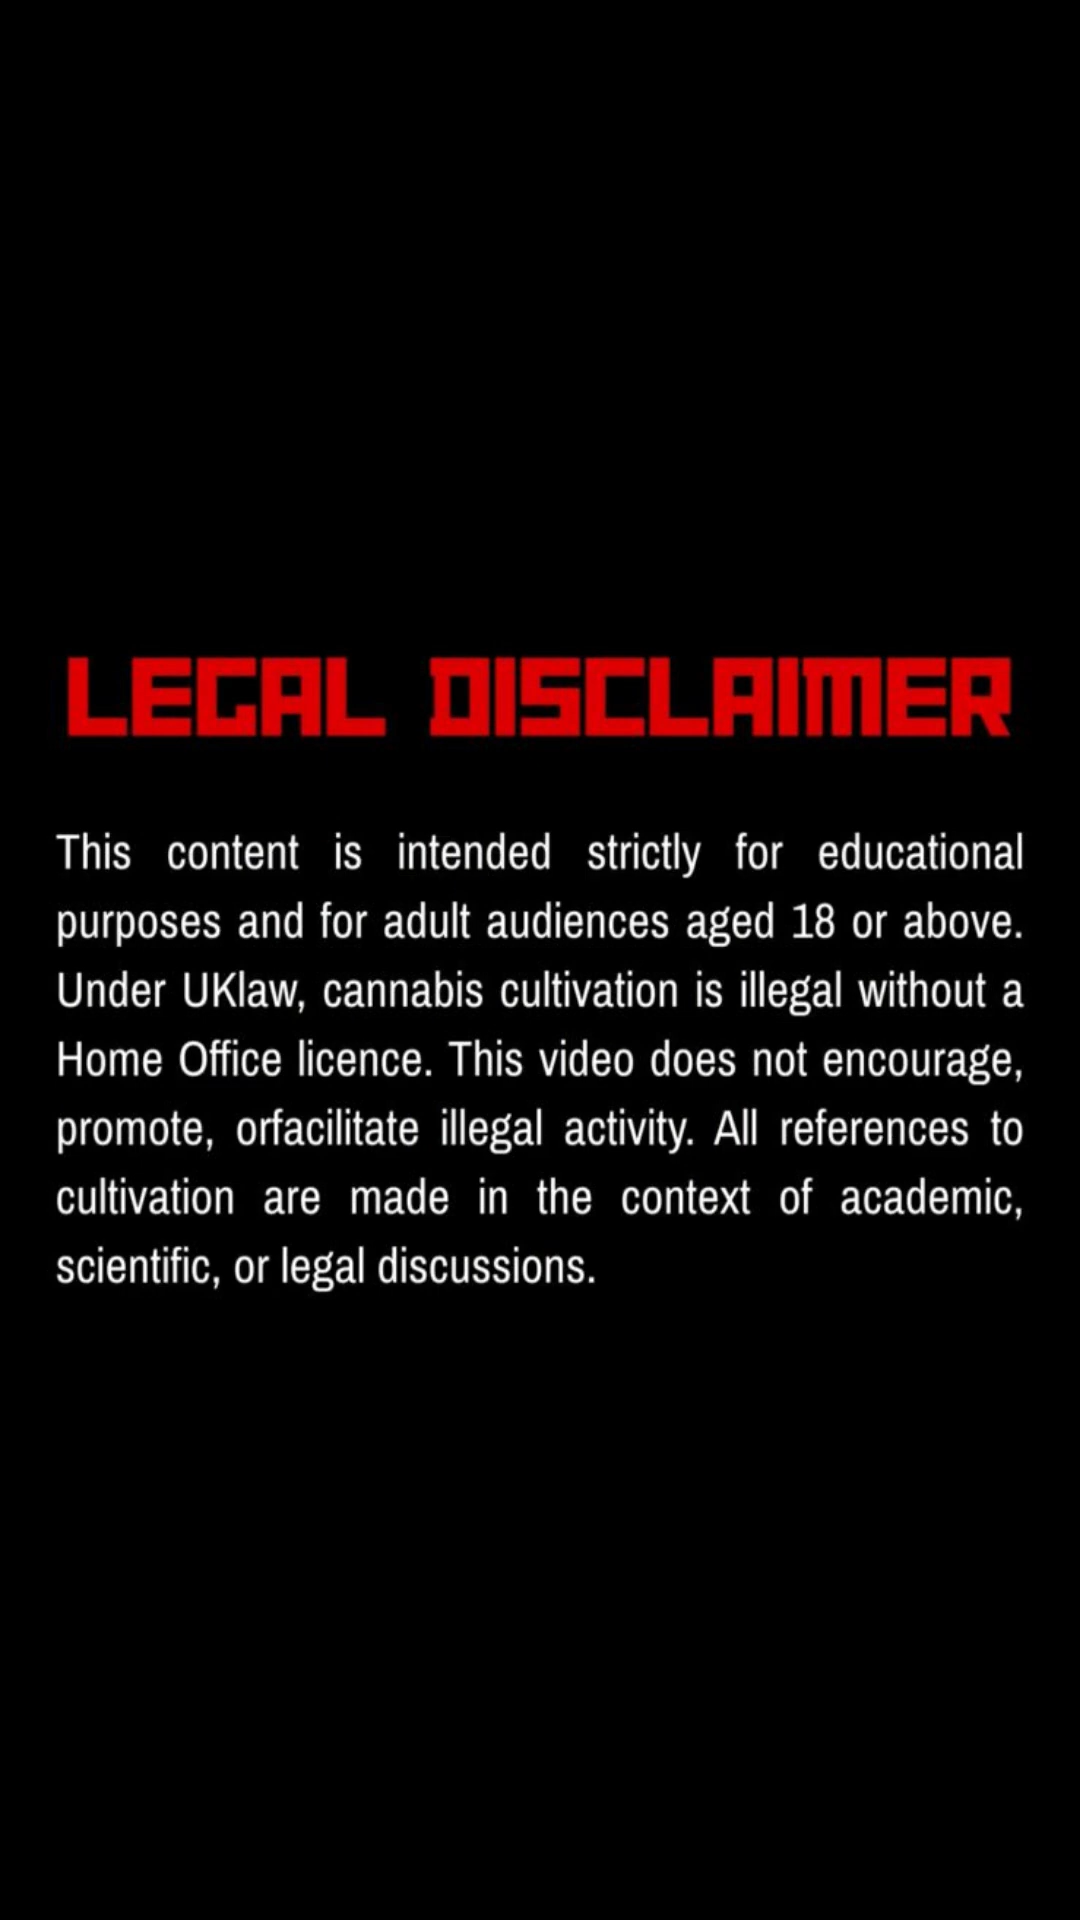 LEGAL DISCLAIMER
This content is intended strictly for educational
purposes and for adult audiences aged 18 or above.
Under UKlaw, cannabis cultivation is illegal without a
Home Office licence. This video does not encourage,
promote, orfacilitate illegal activity. All references to
cultivation are made in the context of academic,
scientific, or legal discussions.